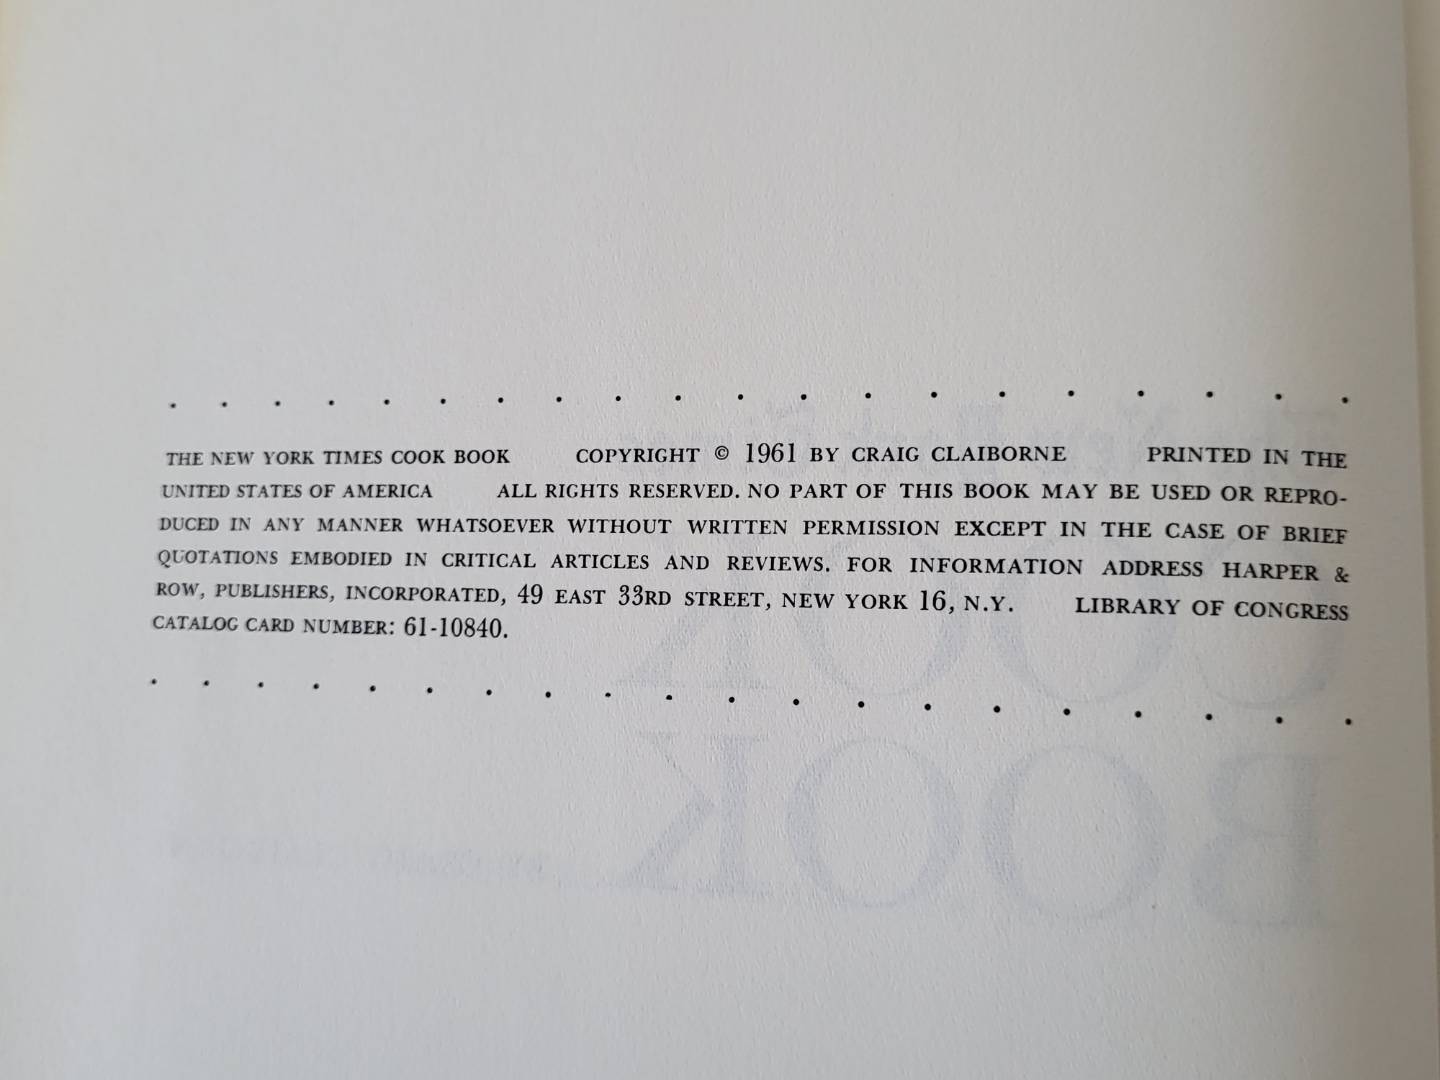 THE NEW YORK TIMES COOK BOOK COPYRIGHT © 1961 BY CRAIG CLAIBORNE PRINTED IN THE
UNITED STATES OF AMERICA ALL RIGHTS RESERVED. NO PART OF THIS BOOK MAY BE USED OR REPRO-
DUCED IN ANY MANNER WHATSOEVER WITHOUT WRITTEN PERMISSION EXCEPT IN THE CASE OF BRIEF
QUOTATIONS EMBODIED IN CRITICAL ARTICLES AND REVIEWS. FOR INFORMATION ADDRESS HARPER &
ROW, PUBLISHERS, INCORPORATED, 49 EAST 33RD STREET, NEW YORK 16, N.Y. LIBRARY OF CONGRESS
CATALOG CARD NUMBER: 61-10840.
COOK
BOOK